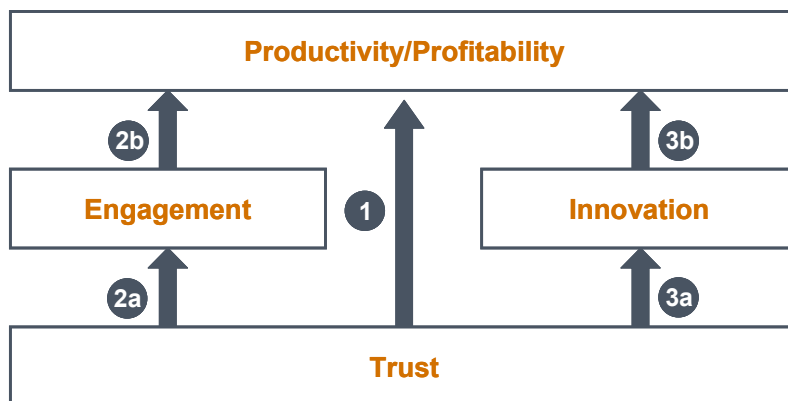 Productivity/Profitability
2b
3b
Engagement
1
Innovation
2a
3a
Trust